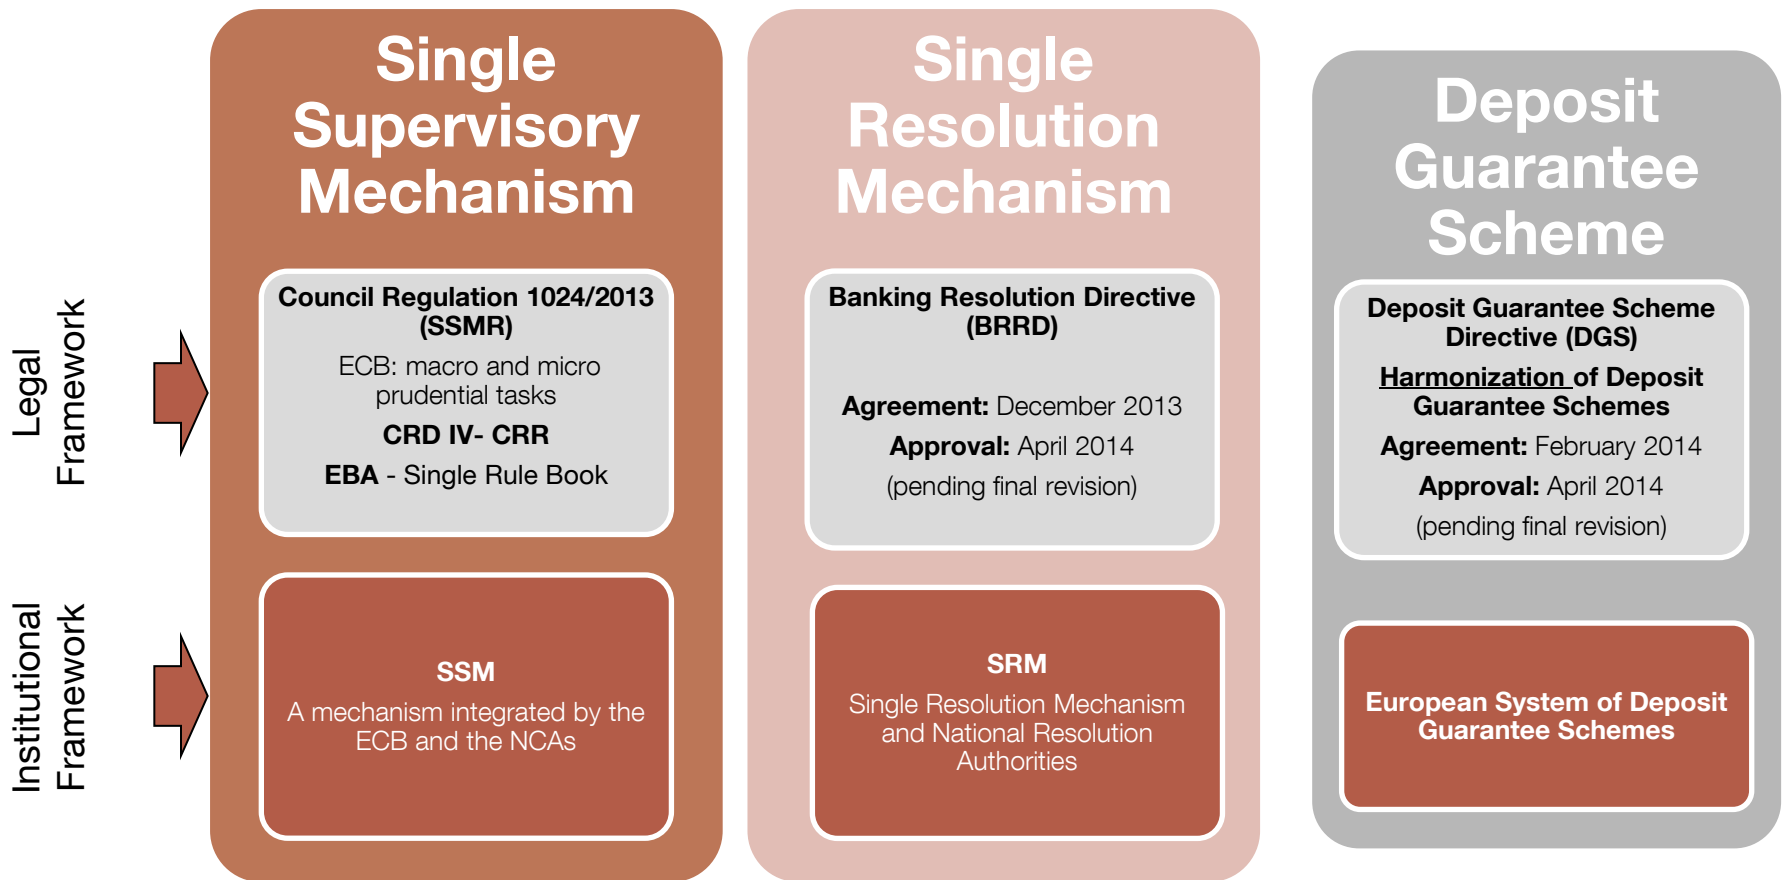 Single
Supervisory
Mechanism
Single
Resolution
Mechanism
Deposit
Guarantee
Scheme
Legal
Framework
Council Regulation 1024/2013
(SSMR)
ECB: macro and micro
prudential tasks
CRD IV- CRR
EBA - Single Rule Book
Banking Resolution Directive
(BRRD)
Agreement: December 2013
Approval: April 2014
(pending final revision)
Deposit Guarantee Scheme
Directive (DGS)
Harmonization of Deposit
Guarantee Schemes
Agreement: February 2014
Approval: April 2014
(pending final revision)
Institutional
Framework
SSM
A mechanism integrated by the
ECB and the NCAs
SRM
Single Resolution Mechanism
and National Resolution
Authorities
European System of Deposit
Guarantee Schemes